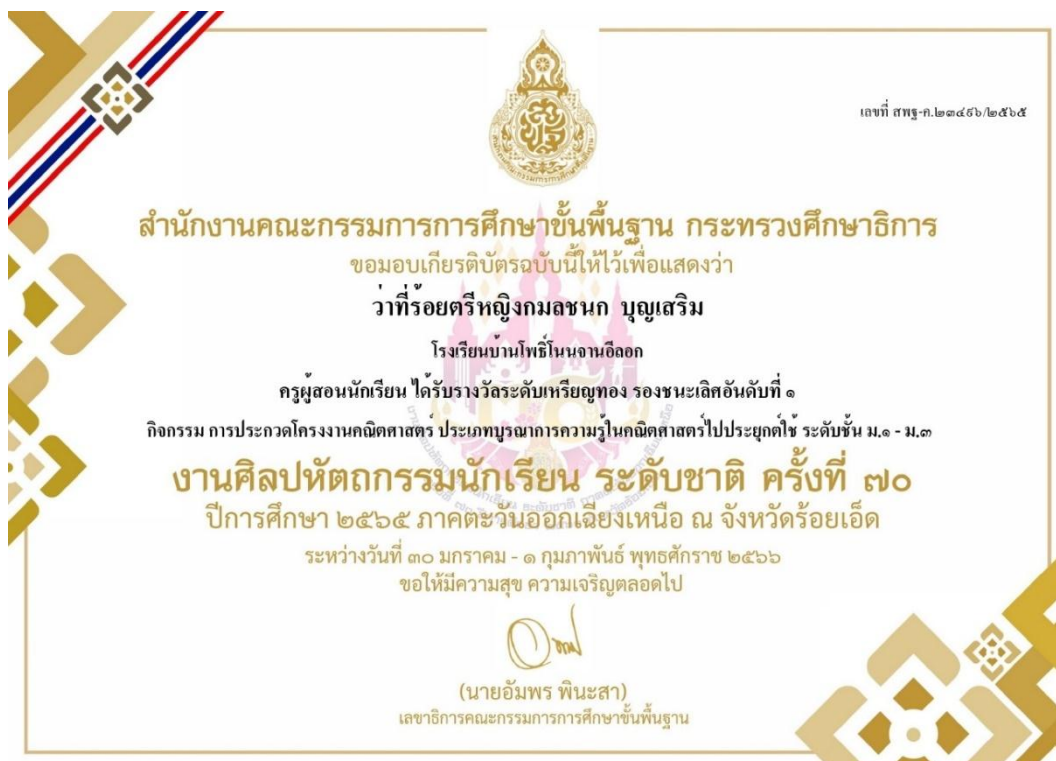 เลขที่ สพฐ-ค.๒๓๔๕๖/๒๕๖๕
สำนักงานคณะกรรมการการศึกษาขั้นพื้นฐาน กระทรวงศึกษาธิการ
ขอมอบเกียรติบัตรฉบับนี้ให้ไว้เพื่อแสดงว่า
ว่าที่ร้อยตรีหญิงกมลชนก บุญเสริม
โรงเรียนบ้านโพธิ์โนนจานอีลอก
ครูผู้สอนนักเรียน ได้รับรางวัลระดับเหรียญทอง รองชนะเลิศอันดับที่ ๑
กิจกรรม การประกวดโครงงานคณิตศาสตร์ ประเภทบูรณาการความรู้ในคณิตศาสตร์ไปประยุกต์ใช้ ระดับชั้น ม.๑ - ม.๓
งานศิลปหัตถกรรมนักเรียน ระดับชาติ ครั้งที่ ๗๐
ปีการศึกษา ๒๕๖๕ ภาคตะวันออกเฉียงเหนือ ณ จังหวัดร้อยเอ็ด
ระหว่างวันที่ ๓๐ มกราคม - ๑ กุมภาพันธ์ พุทธศักราช ๒๕๖๖
ขอให้มีความสุข ความเจริญตลอดไป
(นายอัมพร พินะสา)
เลขาธิการคณะกรรมการการศึกษาขั้นพื้นฐาน